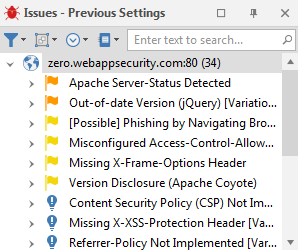 Issues - Previous Settings
Enter text to search...
zero.webappsecurity.com:80 (34)
Apache Server-Status Detected
Out-of-date Version (jQuery) [Variatio...
[Possible] Phishing by Navigating Bro...
Misconfigured Access-Control-Allow...
Missing X-Frame-Options Header
Version Disclosure (Apache Coyote)
Content Security Policy (CSP) Not Im...
Missing X-XSS-Protection Header [Va...
Referrer-Policy Not Implemented [Var...